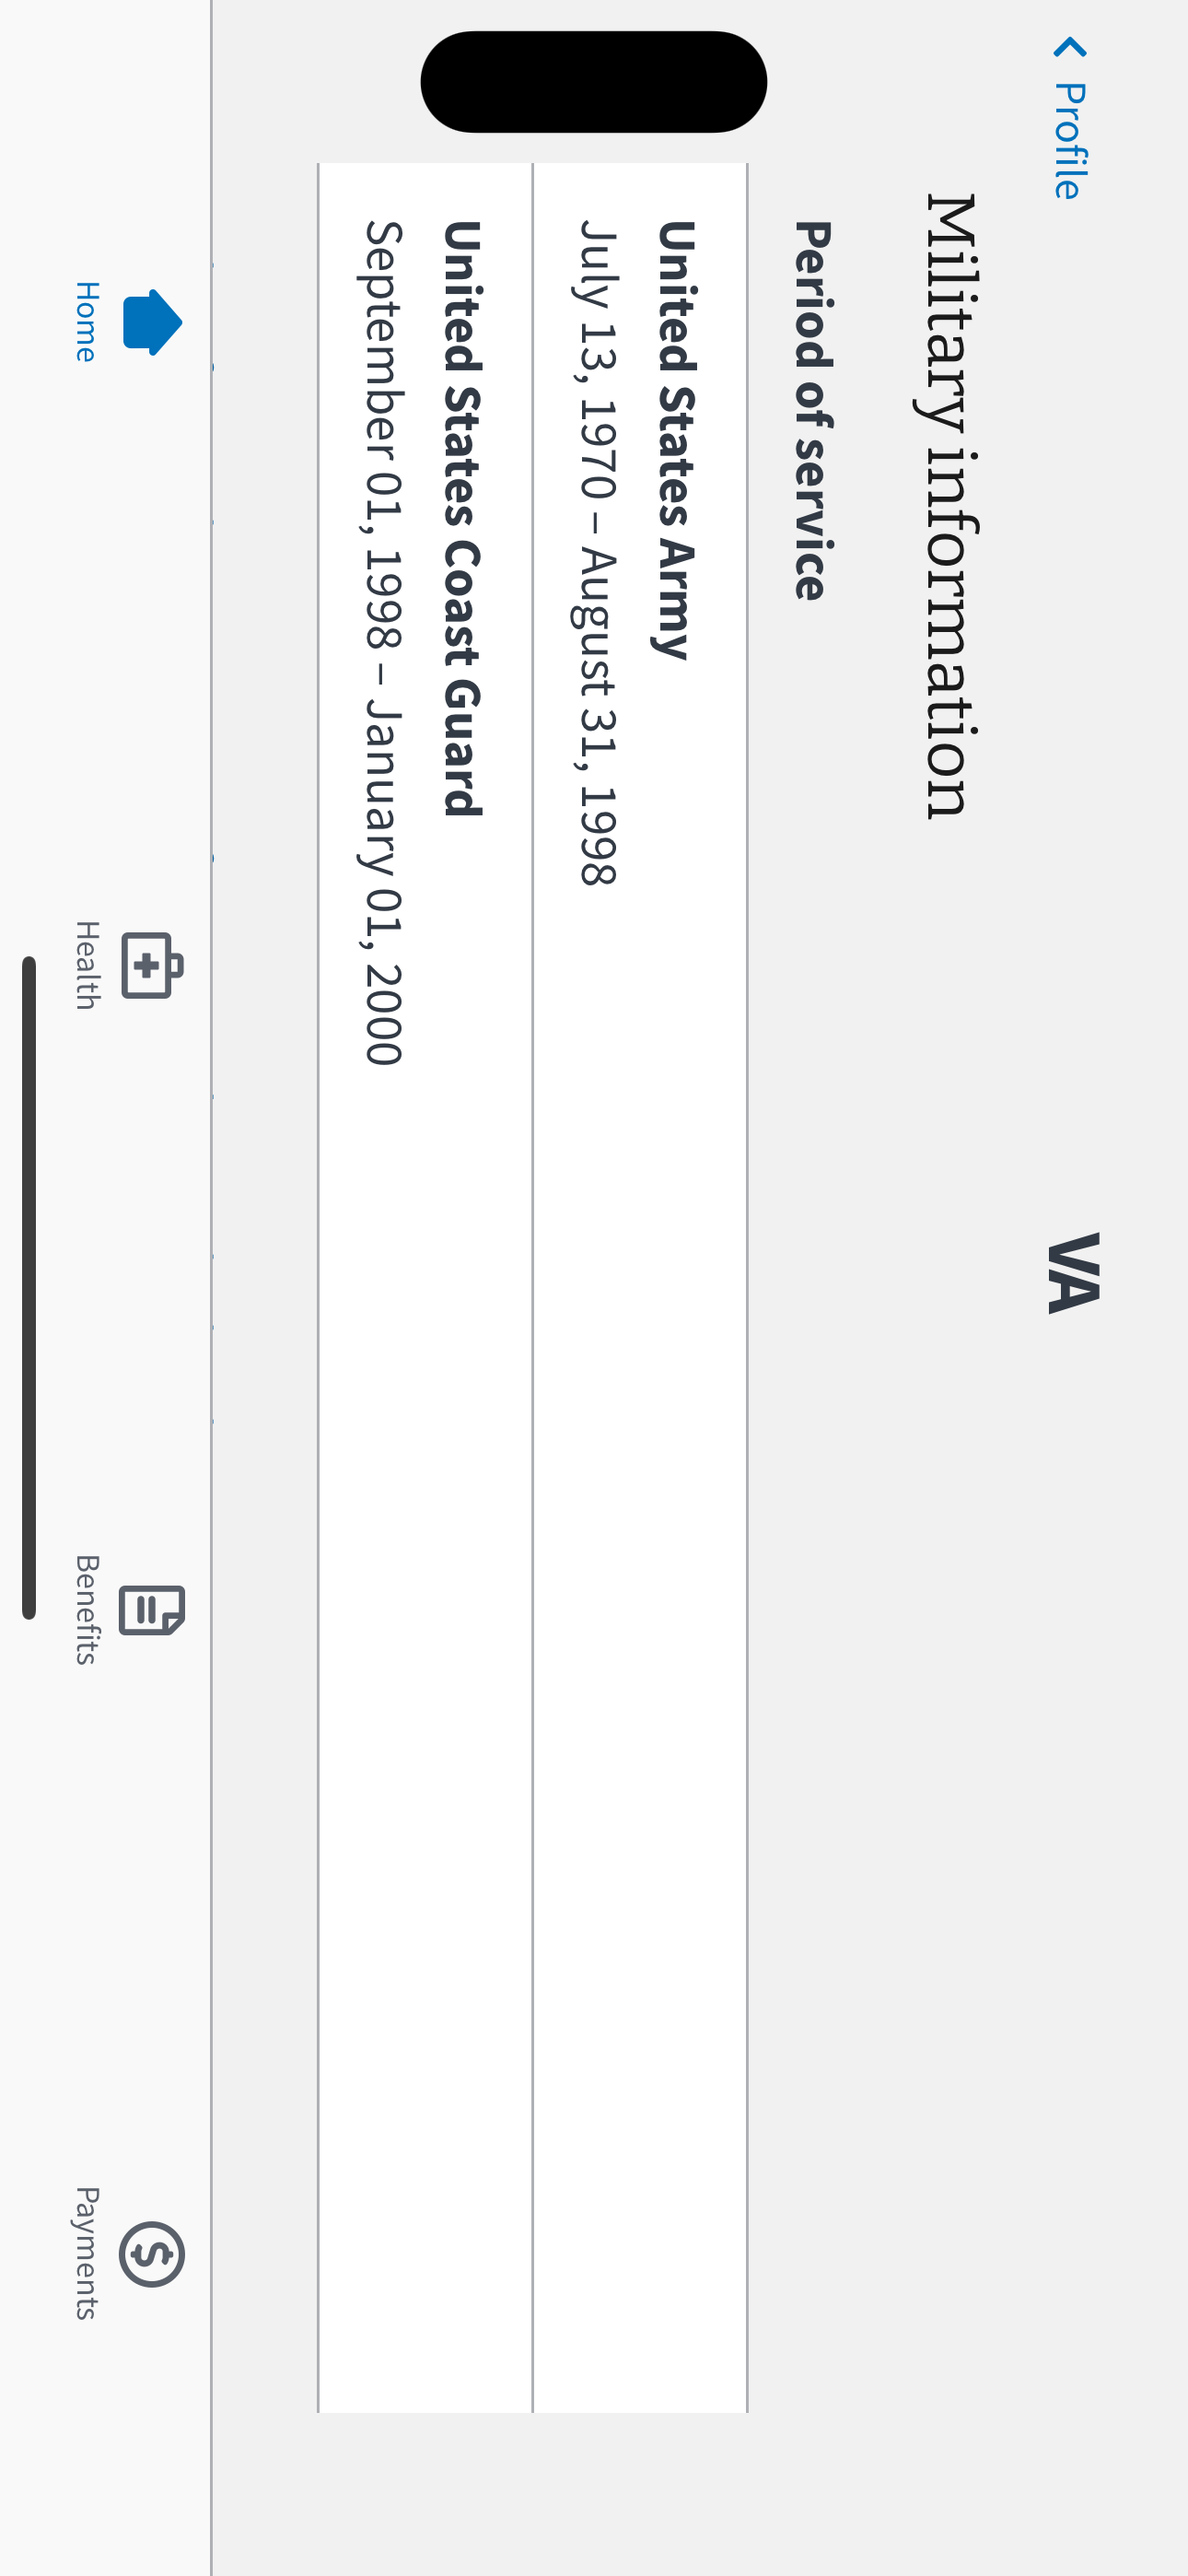 Profile
VA
Military information
Period of service
United States Army
July 13, 1970 – August 31, 1998
United States Coast Guard
September 01, 1998 – January 01, 2000
Home
Health
Benefits
Payments